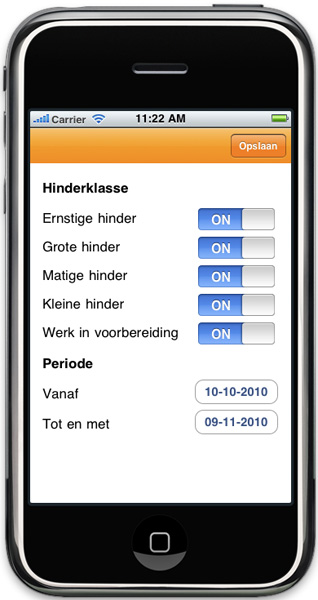 Carrier 11:22 AM
Opslaan
Hinderklasse
Ernstige hinder ON
Grote hinder ON
Matige hinder ON
Kleine hinder ON
Werk in voorbereiding ON
Periode
Vanaf 10-10-2010
Tot en met 09-11-2010